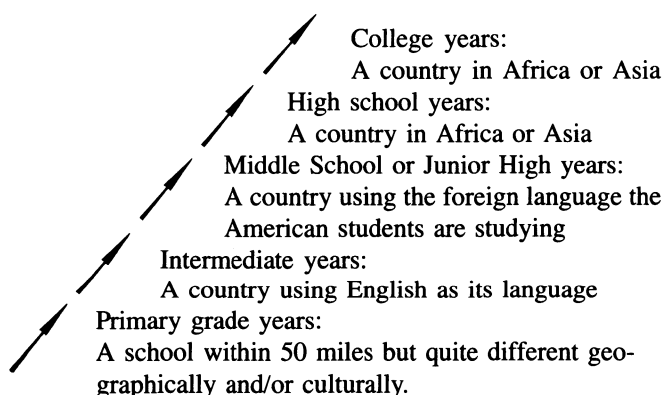 College years:
A country in Africa or Asia
High school years:
A country in Africa or Asia
Middle School or Junior High years:
A country using the foreign language the
American students are studying
Intermediate years:
A country using English as its language
Primary grade years:
A school within 50 miles but quite different geo-
graphically and/or culturally.